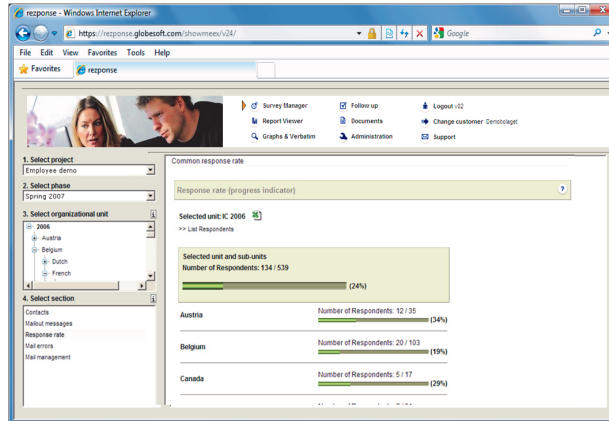 rezponse - Windows Internet Explorer
https://rezponse.globesoft.com/showmeex/v24/
Google
File Edit View Favorites Tools Help
Favorites
rezponse
Survey Manager
Follow up
Logout v02
Report Viewer
Documents
Change customer Demobolaget
Graphs & Verbatim
Administration
Support
1. Select project
Employee demo
2. Select phase
Spring 2007
3. Select organizational unit
2006
Austria
Belgium
Dutch
French
4. Select section
Contacts
Mailout messages
Response rate
Mail errors
Mail management
Common response rate
Response rate (progress indicator)
?
Selected unit: IC 2006
>> List Respondents
Selected unit and sub-units
Number of Respondents: 134 / 539
(24%)
Austria
Number of Respondents: 12 / 35
(34%)
Belgium
Number of Respondents: 20 / 103
(19%)
Canada
Number of Respondents: 5 / 17
(29%)